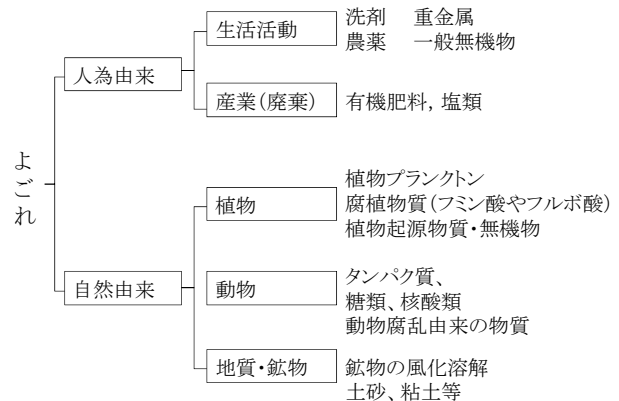 よごれ
人為由来
生活活動
洗剤　重金属
農薬　一般無機物
産業(廃棄)
有機肥料, 塩類
自然由来
植物
植物プランクトン
腐植物質(フミン酸やフルボ酸)
植物起源物質・無機物
動物
タンパク質、
糖類、核酸類
動物腐乱由来の物質
地質・鉱物
鉱物の風化溶解
土砂、粘土等